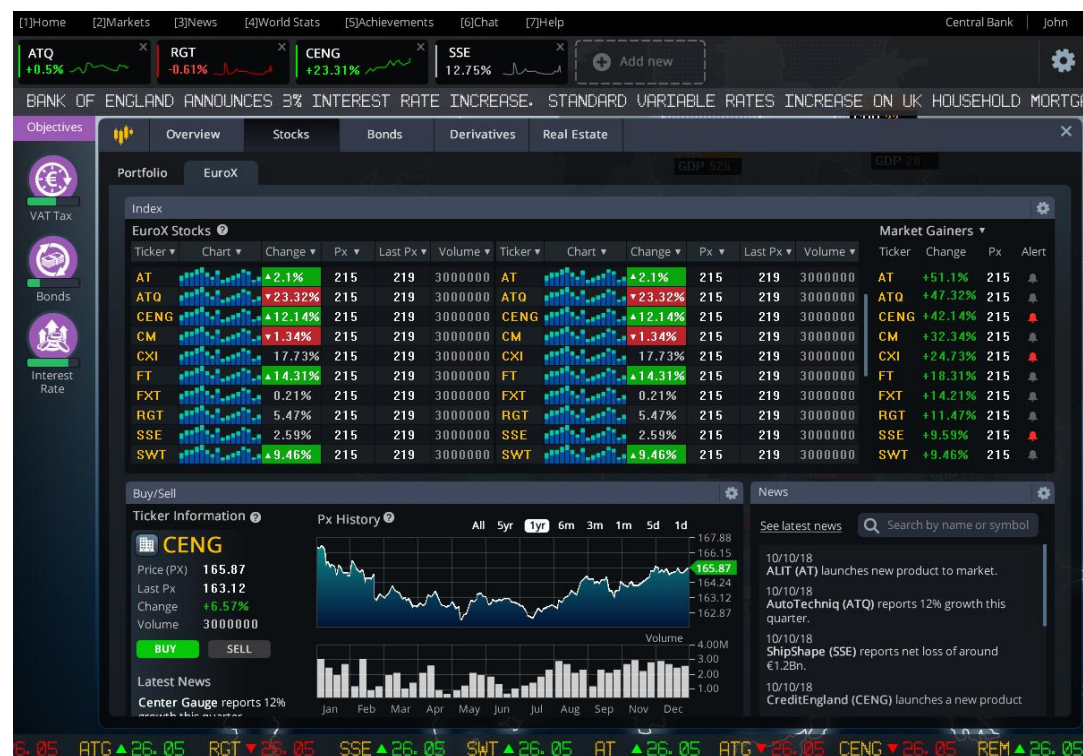 [1]Home [2]Markets [3]News [4]World Stats [5]Achievements [6]Chat [7]Help Central Bank John
ATQ × RGT × CENG × SSE × Add new
+0.5% -0.61% +23.31% 12.75%
BANK OF ENGLAND ANNOUNCES 3% INTEREST RATE INCREASE. STANDARD VARIABLE RATES INCREASE ON UK HOUSEHOLD MORTG
Objectives Overview Stocks Bonds Derivatives Real Estate ×
Portfolio EuroX
GDP 526 GDP 28
VAT Tax
Bonds
Interest
Rate
Index
EuroX Stocks ? Market Gainers ▾
Ticker ▾ Chart ▾ Change ▾ Px ▾ Last Px ▾ Volume ▾ Ticker ▾ Chart ▾ Change ▾ Px ▾ Last Px ▾ Volume ▾ Ticker Change Px Alert
AT ▲2.1% 215 219 3000000 AT ▲2.1% 215 219 3000000 AT +51.1% 215
ATQ ▼23.32% 215 219 3000000 ATQ ▼23.32% 215 219 3000000 ATQ +47.32% 215
CENG ▲12.14% 215 219 3000000 CENG ▲12.14% 215 219 3000000 CENG +42.14% 215
CM ▼1.34% 215 219 3000000 CM ▼1.34% 215 219 3000000 CM +32.34% 215
CXI 17.73% 215 219 3000000 CXI 17.73% 215 219 3000000 CXI +24.73% 215
FT ▲14.31% 215 219 3000000 FT ▲14.31% 215 219 3000000 FT +18.31% 215
FXT 0.21% 215 219 3000000 FXT 0.21% 215 219 3000000 FXT +14.21% 215
RGT 5.47% 215 219 3000000 RGT 5.47% 215 219 3000000 RGT +11.47% 215
SSE 2.59% 215 219 3000000 SSE 2.59% 215 219 3000000 SSE +9.59% 215
SWT ▲9.46% 215 219 3000000 SWT ▲9.46% 215 219 3000000 SWT +9.46% 215
Buy/Sell
Ticker Information ?
CENG
Price (PX) 165.87
Last Px 163.12
Change +6.57%
Volume 3000000
BUY SELL
Latest News
Center Gauge reports 12%
growth this quarter
Px History ? All 5yr 1yr 6m 3m 1m 5d 1d
167.88
166.15
165.87
164.24
163.12
162.87
Volume
4.00M
3.00
2.00
1.00
Jan Feb Mar Apr May Jun Jul Aug Sep Nov Dec
News
See latest news Search by name or symbol
10/10/18
ALIT (AT) launches new product to market.
10/10/18
AutoTechniq (ATQ) reports 12% growth this
quarter.
10/10/18
ShipShape (SSE) reports net loss of around
€1.2Bn.
10/10/18
CreditEngland (CENG) launches a new product
6.05 ATG▲26.05 RGT▼26.05 SSE▲26.05 SWT▲26.05 AT ▲26.05 ATG▼26.05 CENG▼26.05 REM▲26.05